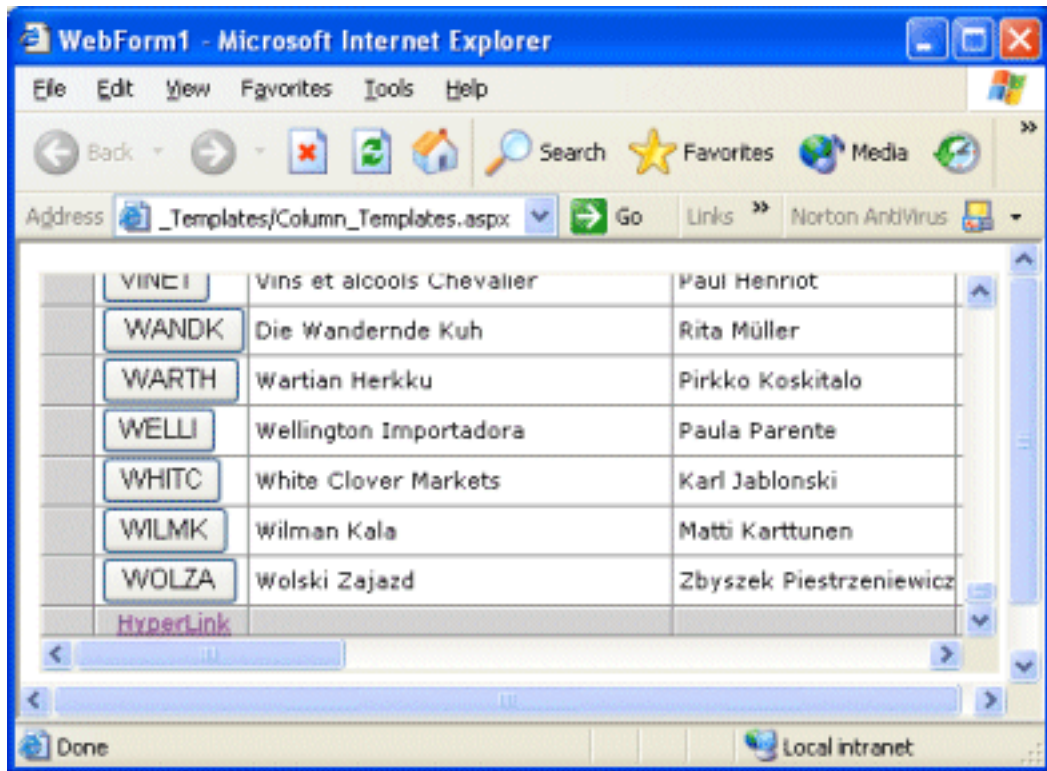 WebForm1 - Microsoft Internet Explorer
File Edit View Favorites Tools Help
Back Search Favorites Media
Address _Templates/Column_Templates.aspx Go Links Norton AntiVirus
VINET Vins et alcools Chevalier Paul Henriot
WANDK Die Wandernde Kuh Rita Müller
WARTH Wartian Herkku Pirkko Koskitalo
WELLI Wellington Importadora Paula Parente
WHITC White Clover Markets Karl Jablonski
WILMK Wilman Kala Matti Karttunen
WOLZA Wolski Zajazd Zbyszek Piestrzeniewicz
HyperLink
Done Local intranet